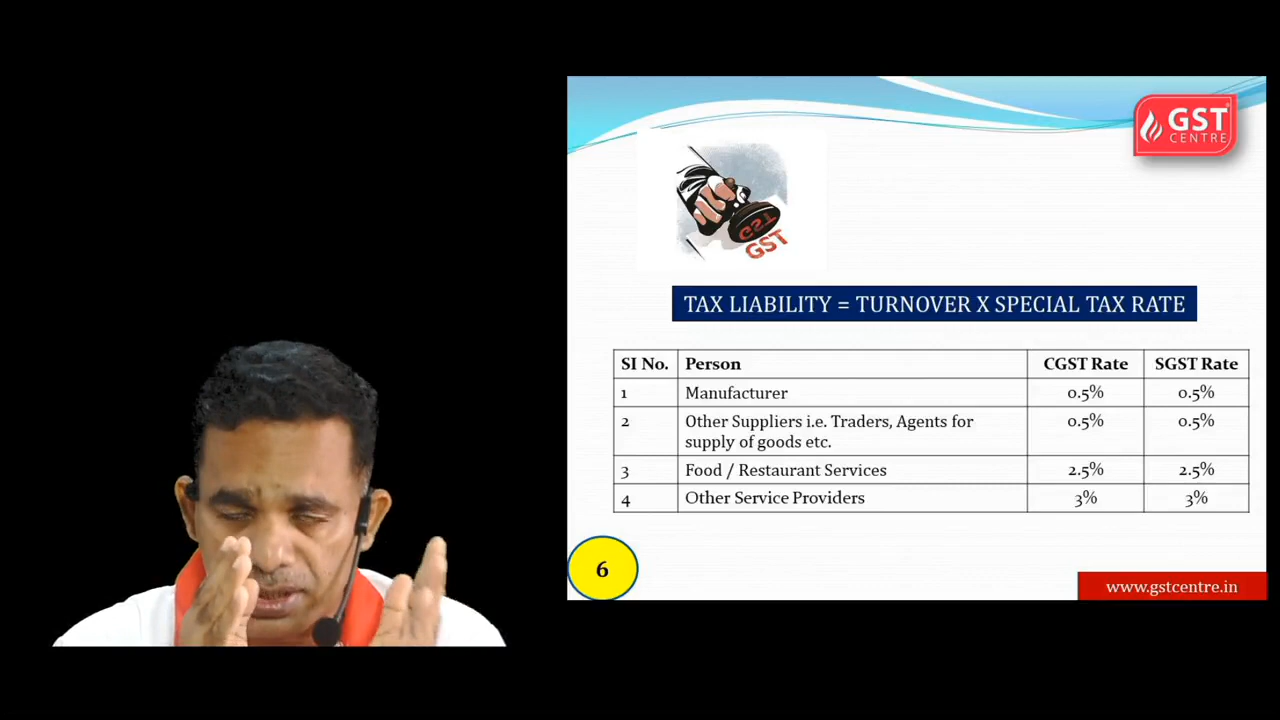 GST
CENTRE
GST
GST
TAX LIABILITY = TURNOVER X SPECIAL TAX RATE
SI No. Person CGST Rate SGST Rate
1 Manufacturer 0.5% 0.5%
2 Other Suppliers i.e. Traders, Agents for 0.5% 0.5%
supply of goods etc.
3 Food / Restaurant Services 2.5% 2.5%
4 Other Service Providers 3% 3%
6
www.gstcentre.in